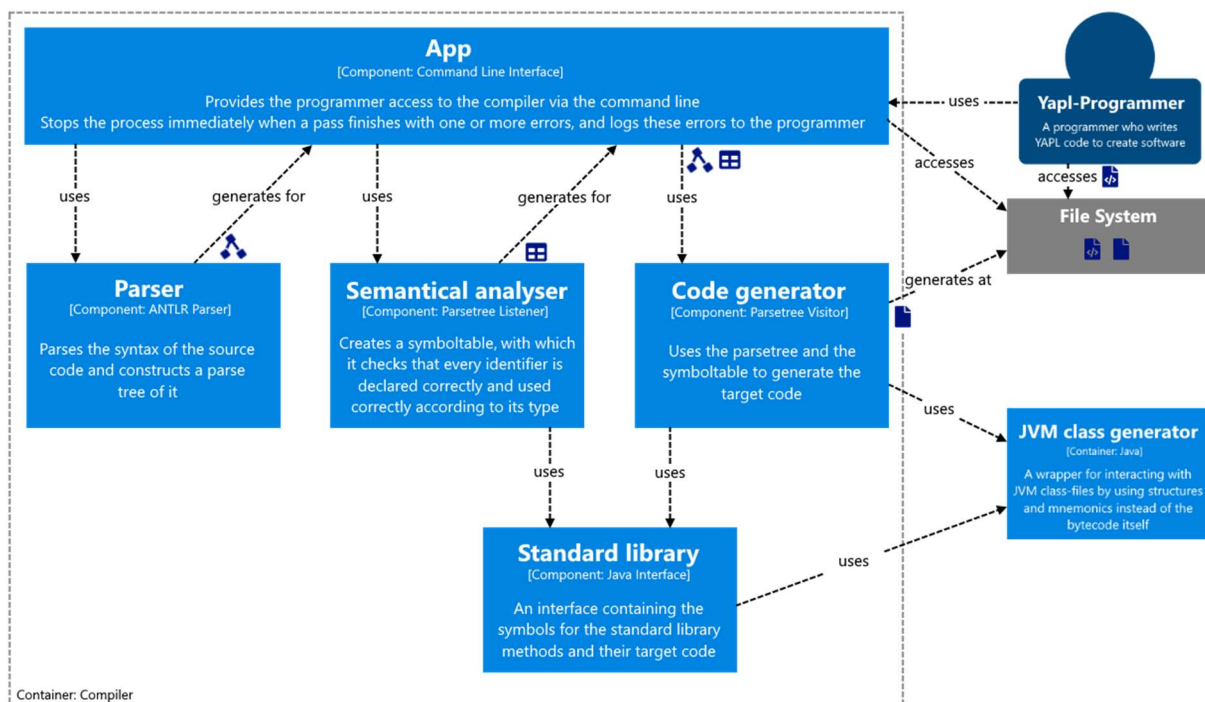 App
[Component: Command Line Interface]
Provides the programmer access to the compiler via the command line
Stops the process immediately when a pass finishes with one or more errors, and logs these errors to the programmer
uses
Yapl-Programmer
A programmer who writes
YAPL code to create software
uses
generates for
uses
generates for
uses
accesses
accesses
File System
Parser
[Component: ANTLR Parser]
Parses the syntax of the source
code and constructs a parse
tree of it
Semantical analyser
[Component: Parsetree Listener]
Creates a symboltable, with which
it checks that every identifier is
declared correctly and used
correctly according to its type
Code generator
[Component: Parsetree Visitor]
Uses the parsetree and the
symboltable to generate the
target code
generates at
uses
JVM class generator
[Container: Java]
A wrapper for interacting with
JVM class-files by using structures
and mnemonics instead of the
bytecode itself
uses
uses
uses
Standard library
[Component: Java Interface]
An interface containing the
symbols for the standard library
methods and their target code
Container: Compiler